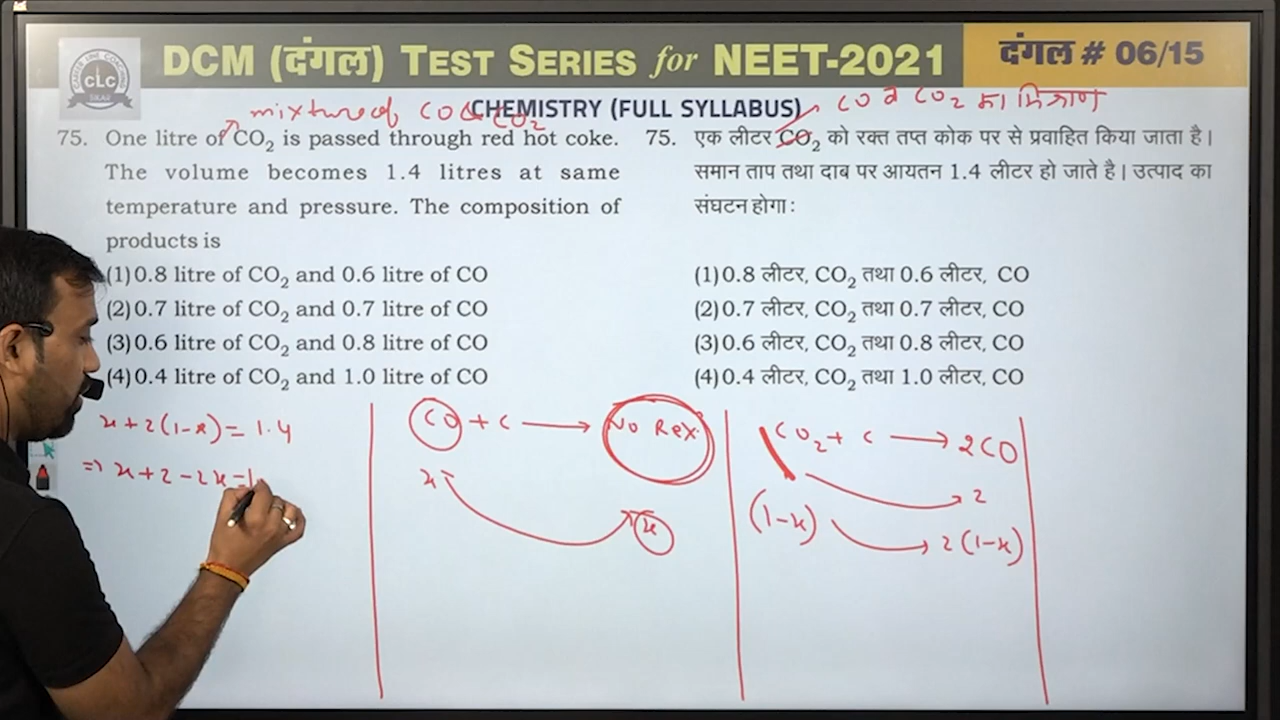 CLC
SIKAR
DCM (दंगल) TEST SERIES for NEET-2021
दंगल # 06/15
CHEMISTRY (FULL SYLLABUS)
mixture of CO & CO₂
CO व CO₂ का मिश्रण
75. One litre of CO₂ is passed through red hot coke.
The volume becomes 1.4 litres at same
temperature and pressure. The composition of
products is
(1) 0.8 litre of CO₂ and 0.6 litre of CO
(2) 0.7 litre of CO₂ and 0.7 litre of CO
(3) 0.6 litre of CO₂ and 0.8 litre of CO
(4) 0.4 litre of CO₂ and 1.0 litre of CO
75. एक लीटर CO₂ को रक्त तप्त कोक पर से प्रवाहित किया जाता है।
समान ताप तथा दाब पर आयतन 1.4 लीटर हो जाते है। उत्पाद का
संघटन होगा :
(1) 0.8 लीटर, CO₂ तथा 0.6 लीटर, CO
(2) 0.7 लीटर, CO₂ तथा 0.7 लीटर, CO
(3) 0.6 लीटर, CO₂ तथा 0.8 लीटर, CO
(4) 0.4 लीटर, CO₂ तथा 1.0 लीटर, CO
x+2(1-x)=1.4
⇒ x+2-2x=1
CO + C ⟶ No Rex.
x
x
CO₂ + C ⟶ 2CO
2
(1-x)
2(1-x)